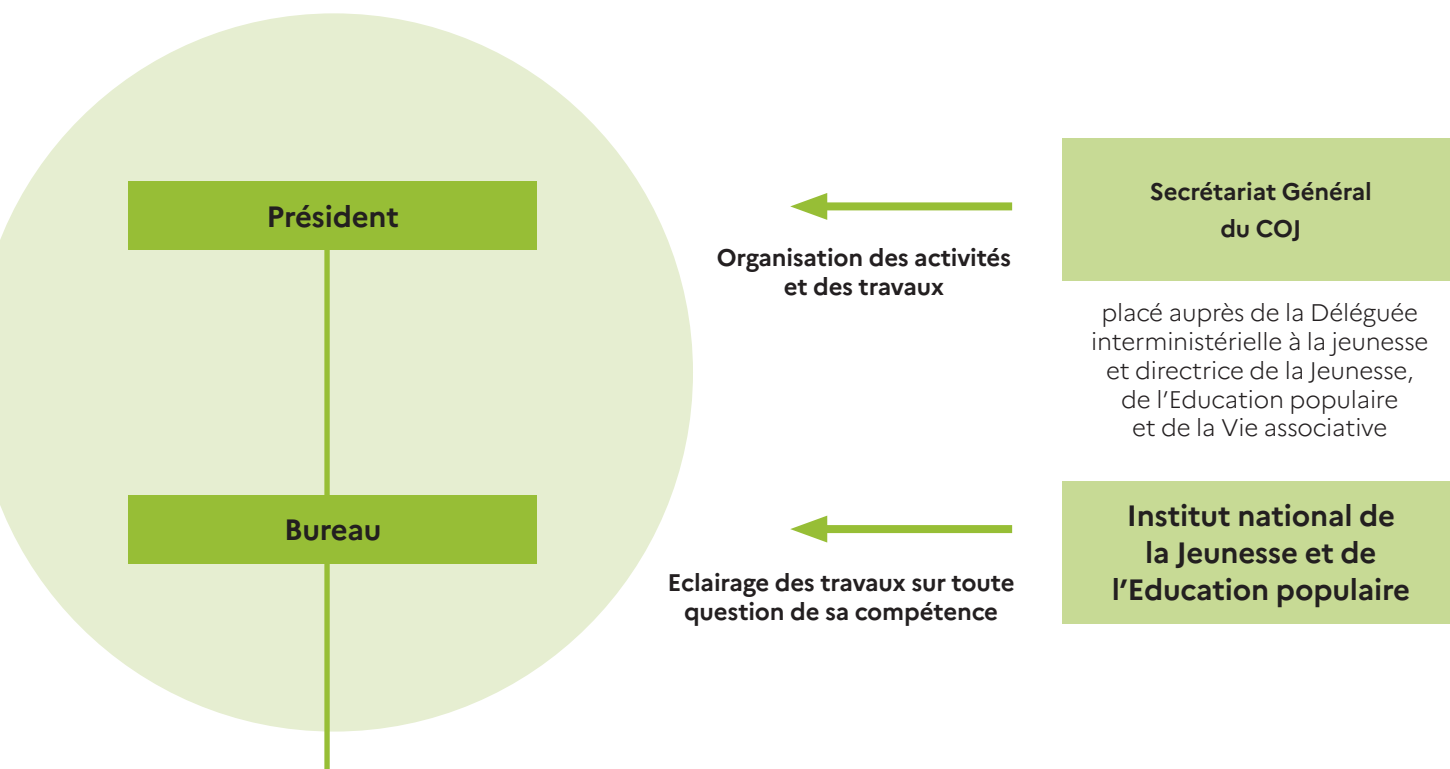 Président
Organisation des activités
et des travaux
Secrétariat Général
du COJ
placé auprès de la Déléguée
interministérielle à la jeunesse
et directrice de la Jeunesse,
de l'Education populaire
et de la Vie associative
Bureau
Eclairage des travaux sur toute
question de sa compétence
Institut national de
la Jeunesse et de
l'Education populaire